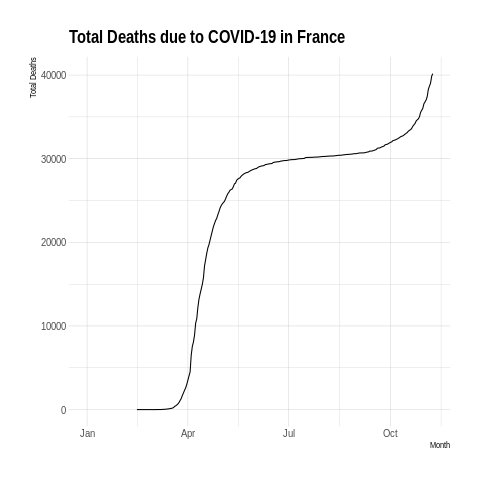 Total Deaths due to COVID-19 in France
Total Deaths
40000
30000
20000
10000
0
Jan Apr Jul Oct
Month